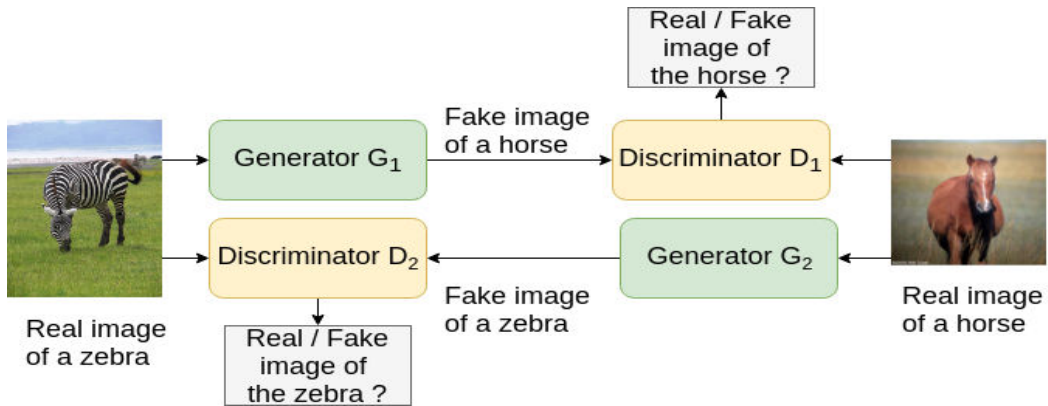 Real / Fake
image of
the horse ?
Fake image
of a horse
Generator G₁
Discriminator D₁
Discriminator D₂
Generator G₂
Fake image
of a zebra
Real image
of a zebra
Real image
of a horse
Real / Fake
image of
the zebra ?